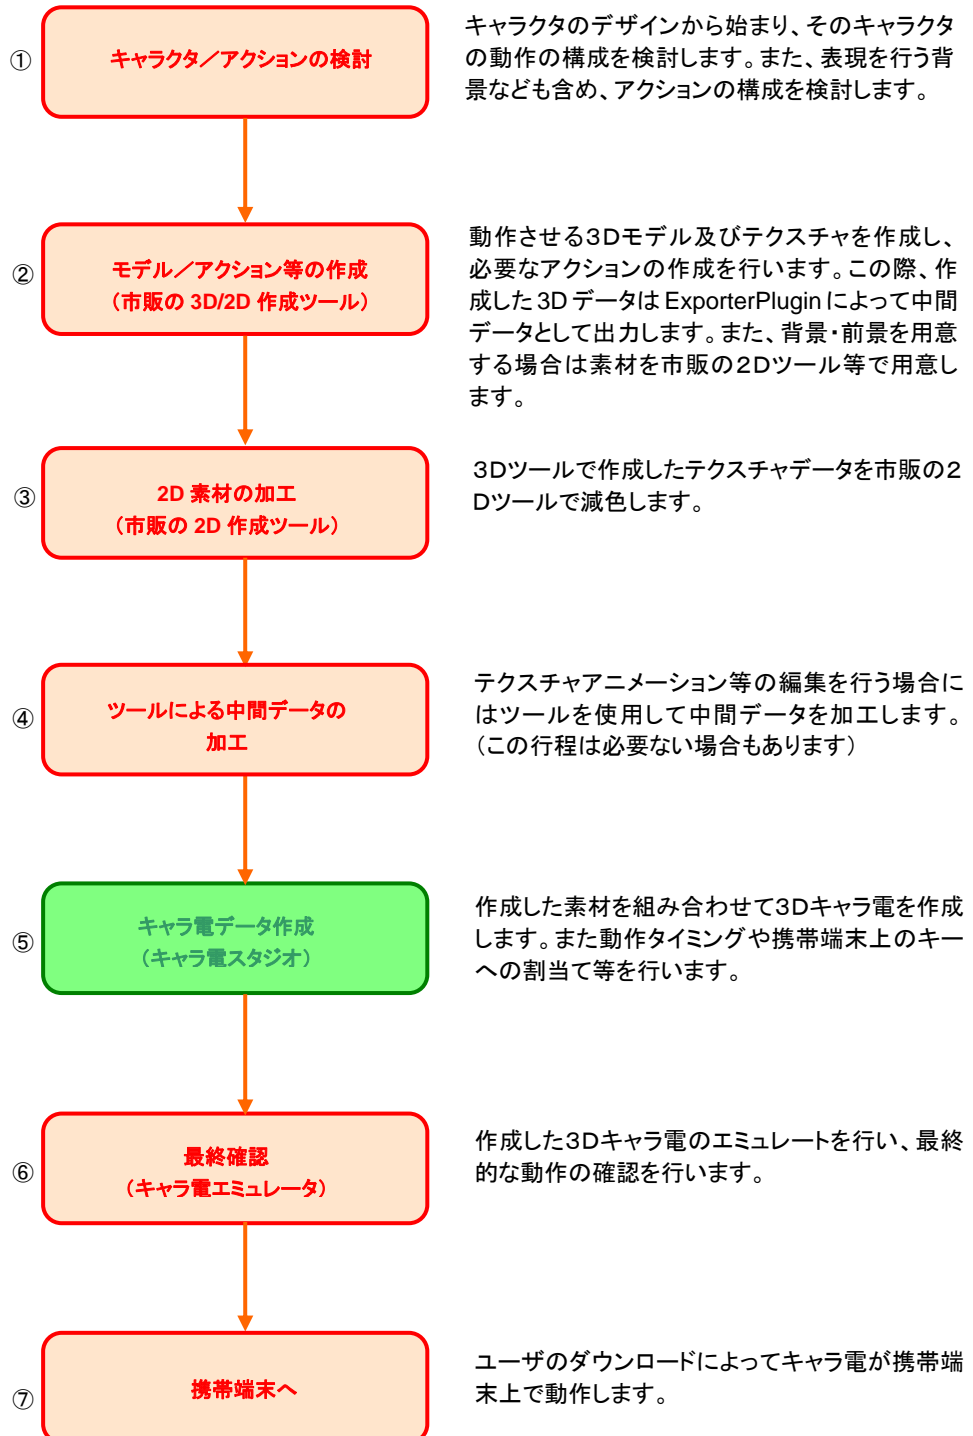 ① キャラクタ／アクションの検討
キャラクタのデザインから始まり、そのキャラクタ
の動作の構成を検討します。また、表現を行う背
景なども含め、アクションの構成を検討します。
② モデル／アクション等の作成
（市販の 3D/2D 作成ツール）
動作させる３Ｄモデル及びテクスチャを作成し、
必要なアクションの作成を行います。この際、作
成した 3D データは ExporterPlugin によって中間
データとして出力します。また、背景・前景を用意
する場合は素材を市販の２Ｄツール等で用意し
ます。
③ 2D 素材の加工
（市販の 2D 作成ツール）
３Ｄツールで作成したテクスチャデータを市販の２
Ｄツールで減色します。
④ ツールによる中間データの
加工
テクスチャアニメーション等の編集を行う場合に
はツールを使用して中間データを加工します。
（この行程は必要ない場合もあります）
⑤ キャラ電データ作成
（キャラ電スタジオ）
作成した素材を組み合わせて３Ｄキャラ電を作成
します。また動作タイミングや携帯端末上のキー
への割当て等を行います。
⑥ 最終確認
（キャラ電エミュレータ）
作成した３Ｄキャラ電のエミュレートを行い、最終
的な動作の確認を行います。
⑦ 携帯端末へ
ユーザのダウンロードによってキャラ電が携帯端
末上で動作します。